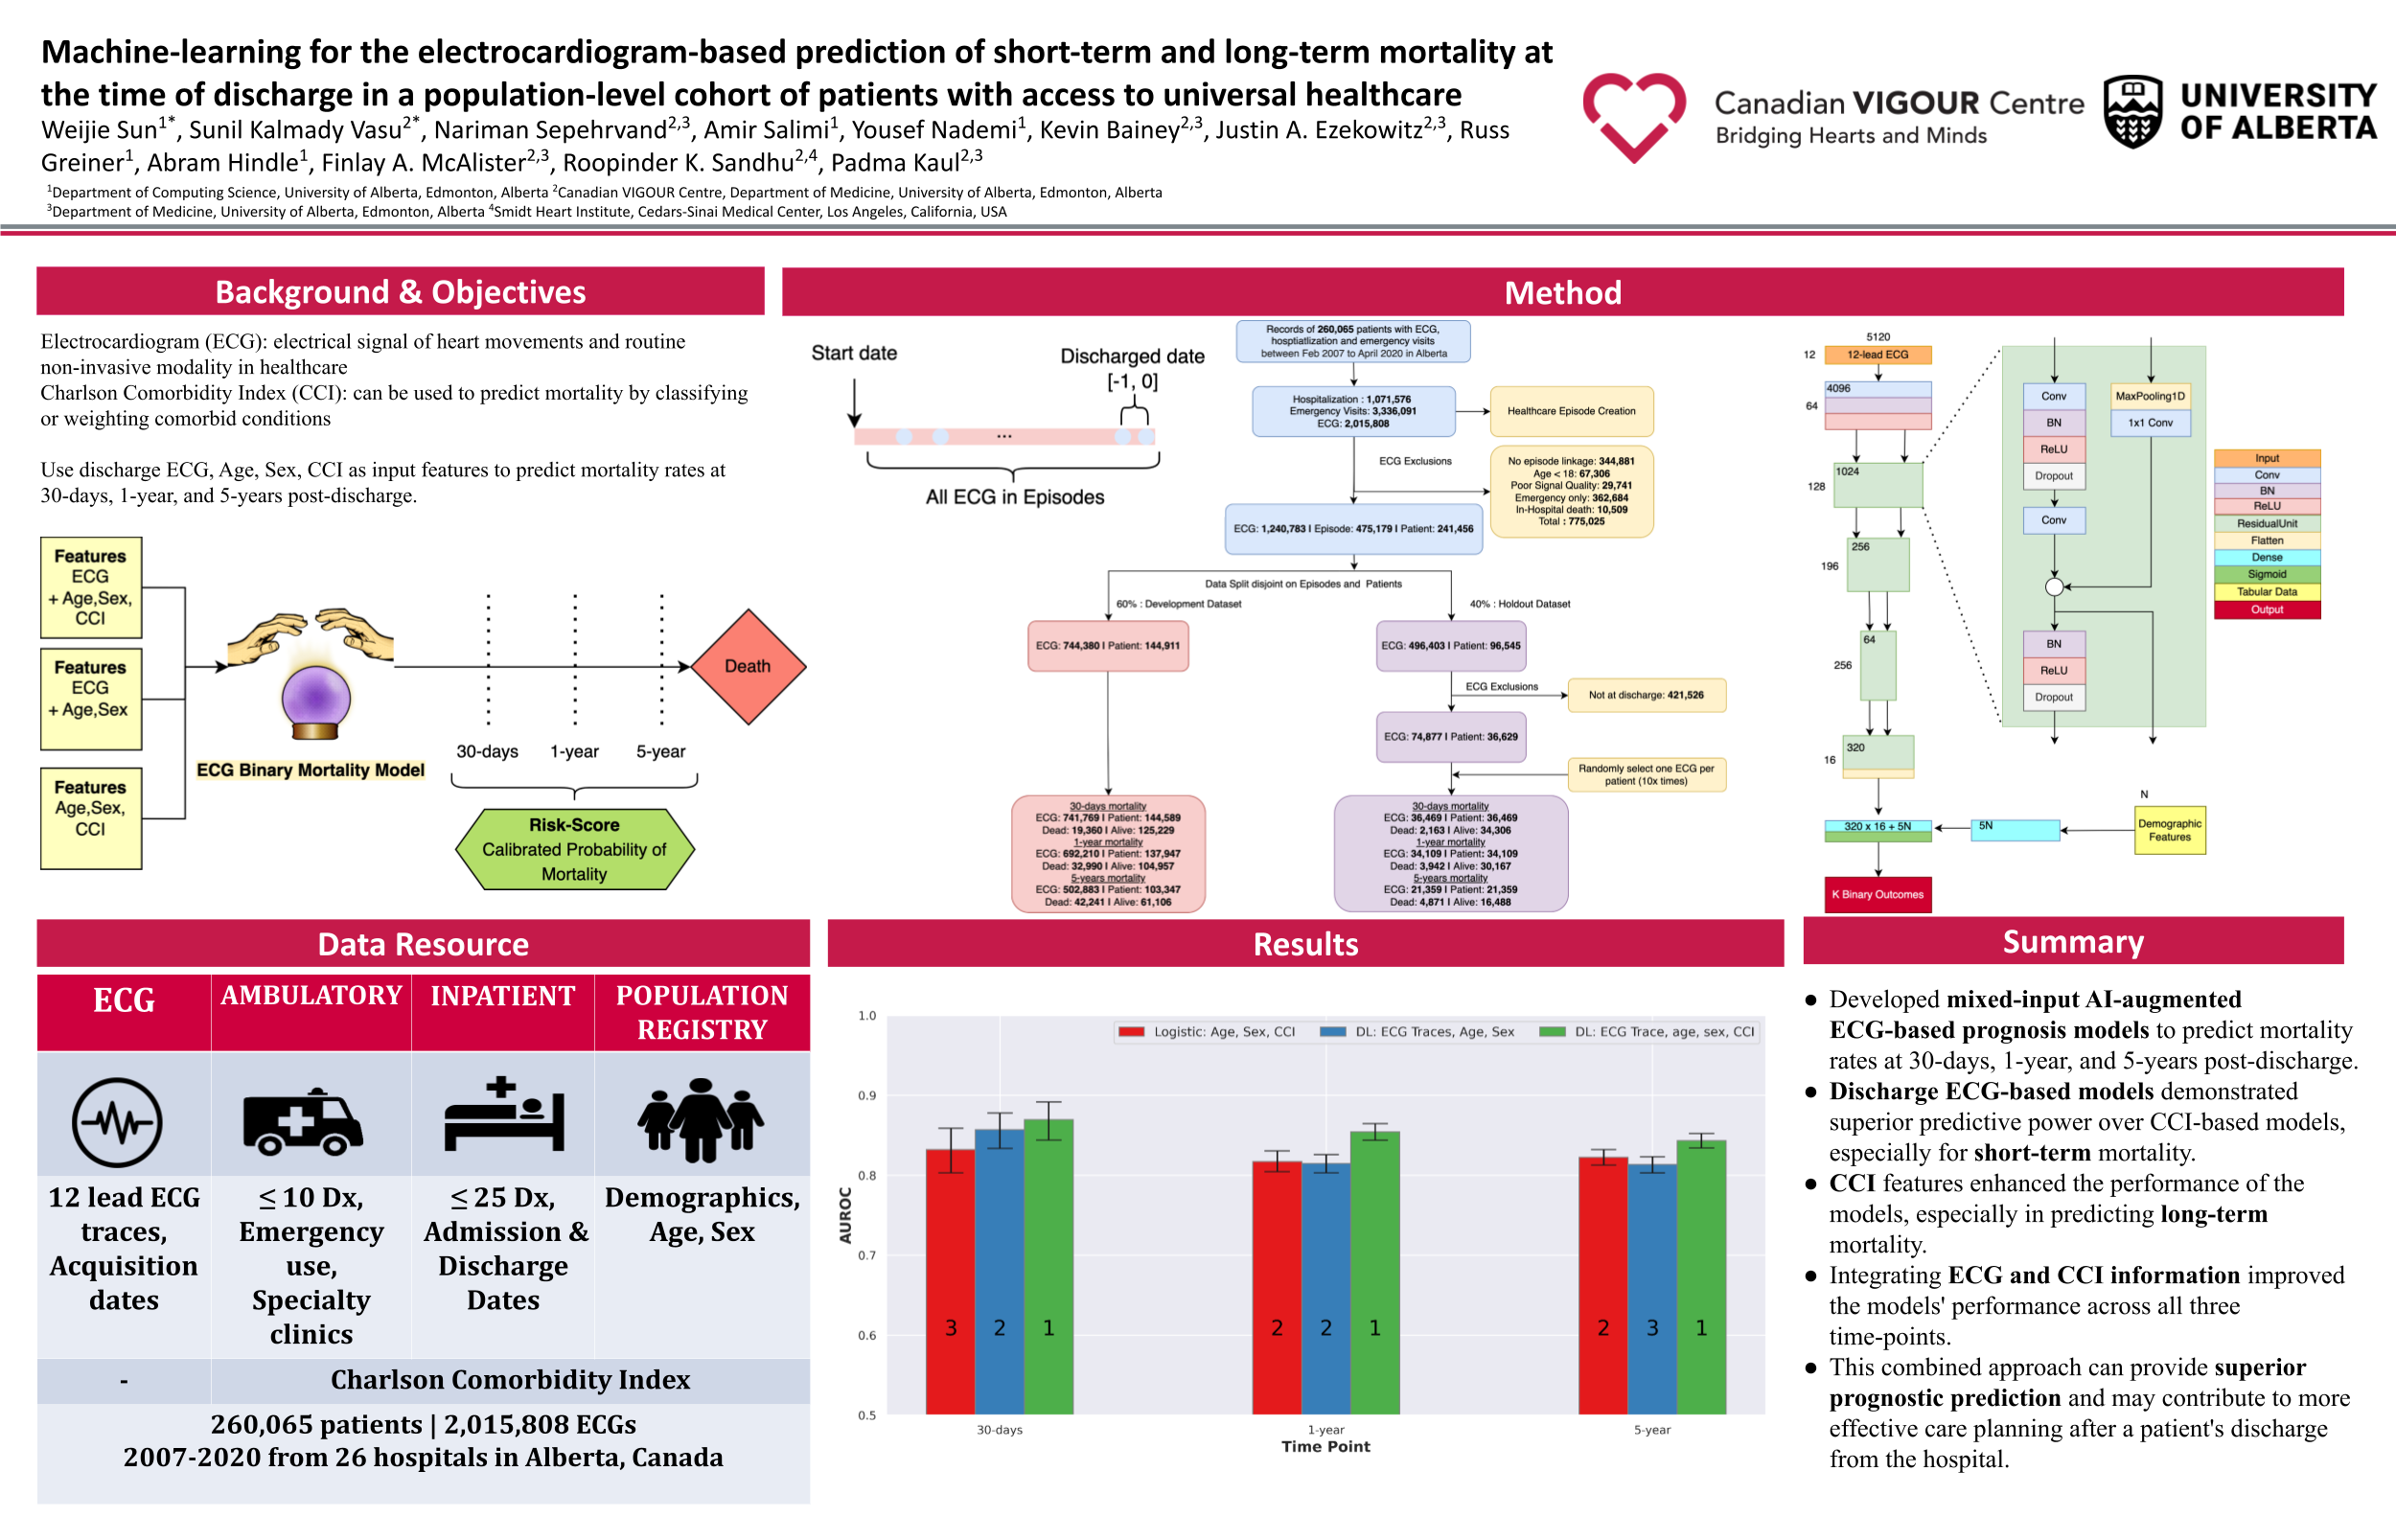 Machine-learning for the electrocardiogram-based prediction of short-term and long-term mortality at
the time of discharge in a population-level cohort of patients with access to universal healthcare
Weijie Sun1*, Sunil Kalmady Vasu2*, Nariman Sepehrvand2,3, Amir Salimi1, Yousef Nademi1, Kevin Bainey2,3, Justin A. Ezekowitz2,3, Russ
Greiner1, Abram Hindle1, Finlay A. McAlister2,3, Roopinder K. Sandhu2,4, Padma Kaul2,3
1Department of Computing Science, University of Alberta, Edmonton, Alberta 2Canadian VIGOUR Centre, Department of Medicine, University of Alberta, Edmonton, Alberta
3Department of Medicine, University of Alberta, Edmonton, Alberta 4Smidt Heart Institute, Cedars-Sinai Medical Center, Los Angeles, California, USA
Canadian VIGOUR Centre
Bridging Hearts and Minds
UNIVERSITY
OF ALBERTA
Background & Objectives
Electrocardiogram (ECG): electrical signal of heart movements and routine
non-invasive modality in healthcare
Charlson Comorbidity Index (CCI): can be used to predict mortality by classifying
or weighting comorbid conditions
Use discharge ECG, Age, Sex, CCI as input features to predict mortality rates at
30-days, 1-year, and 5-years post-discharge.
Features
ECG
+ Age,Sex,
CCI
Features
ECG
+ Age,Sex
Features
Age,Sex,
CCI
ECG Binary Mortality Model
30-days
1-year
5-year
Death
Risk-Score
Calibrated Probability of
Mortality
Method
Start date
Discharged date
[-1, 0]
...
All ECG in Episodes
Records of 260,065 patients with ECG,
hosptiatlization and emergency visits
between Feb 2007 to April 2020 in Alberta
Hospitalization : 1,071,576
Emergency Visits: 3,336,091
ECG: 2,015,808
Healthcare Episode Creation
ECG Exclusions
No episode linkage: 344,881
Age < 18: 67,306
Poor Signal Quality: 29,741
Emergency only: 362,684
In-Hospital death: 10,509
Total : 775,025
ECG: 1,240,783 I Episode: 475,179 I Patient: 241,456
Data Split disjoint on Episodes and Patients
60% : Development Dataset
40% : Holdout Dataset
ECG: 744,380 I Patient: 144,911
ECG: 496,403 I Patient: 96,545
ECG Exclusions
Not at discharge: 421,526
ECG: 74,877 I Patient: 36,629
Randomly select one ECG per
patient (10x times)
30-days mortality
ECG: 741,769 I Patient: 144,589
Dead: 19,360 I Alive: 125,229
1-year mortality
ECG: 692,210 I Patient: 137,947
Dead: 32,990 I Alive: 104,957
5-years mortality
ECG: 502,883 I Patient: 103,347
Dead: 42,241 I Alive: 61,106
30-days mortality
ECG: 36,469 I Patient: 36,469
Dead: 2,163 I Alive: 34,306
1-year mortality
ECG: 34,109 I Patient: 34,109
Dead: 3,942 I Alive: 30,167
5-years mortality
ECG: 21,359 I Patient: 21,359
Dead: 4,871 I Alive: 16,488
5120
12
12-lead ECG
4096
64
1024
128
256
196
64
256
320
16
320 x 16 + 5N
5N
N
Demographic
Features
K Binary Outcomes
Conv
BN
ReLU
Dropout
Conv
MaxPooling1D
1x1 Conv
BN
ReLU
Dropout
Input
Conv
BN
ReLU
ResidualUnit
Flatten
Dense
Sigmoid
Tabular Data
Output
Data Resource
ECG
AMBULATORY
INPATIENT
POPULATION
REGISTRY
12 lead ECG
traces,
Acquisition
dates
≤ 10 Dx,
Emergency
use,
Specialty
clinics
≤ 25 Dx,
Admission &
Discharge
Dates
Demographics,
Age, Sex
-
Charlson Comorbidity Index
260,065 patients | 2,015,808 ECGs
2007-2020 from 26 hospitals in Alberta, Canada
Results
Logistic: Age, Sex, CCI
DL: ECG Traces, Age, Sex
DL: ECG Trace, age, sex, CCI
AUROC
1.0
0.9
0.8
0.7
0.6
0.5
3 2 1
2 2 1
2 3 1
30-days
1-year
5-year
Time Point
Summary
● Developed mixed-input AI-augmented
ECG-based prognosis models to predict mortality
rates at 30-days, 1-year, and 5-years post-discharge.
● Discharge ECG-based models demonstrated
superior predictive power over CCI-based models,
especially for short-term mortality.
● CCI features enhanced the performance of the
models, especially in predicting long-term
mortality.
● Integrating ECG and CCI information improved
the models' performance across all three
time-points.
● This combined approach can provide superior
prognostic prediction and may contribute to more
effective care planning after a patient's discharge
from the hospital.